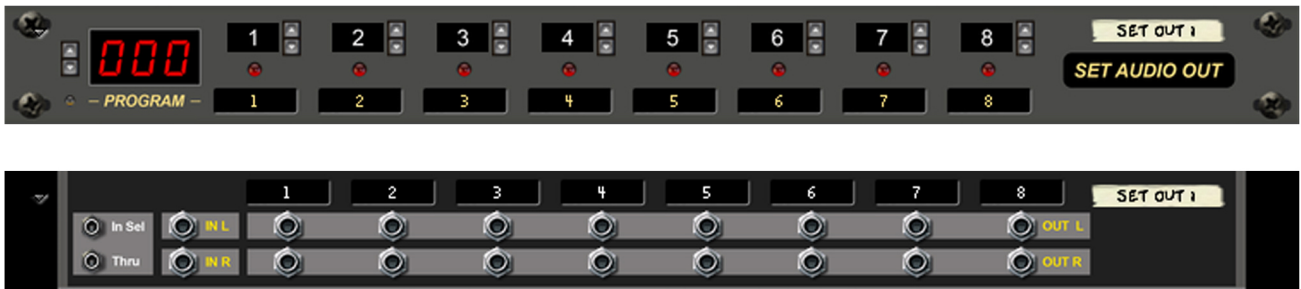 1 2 3 4 5 6 7 8 SET OUT 1
000 SET AUDIO OUT
– PROGRAM – 1 2 3 4 5 6 7 8
1 2 3 4 5 6 7 8 SET OUT 1
In Sel IN L OUT L
Thru IN R OUT R